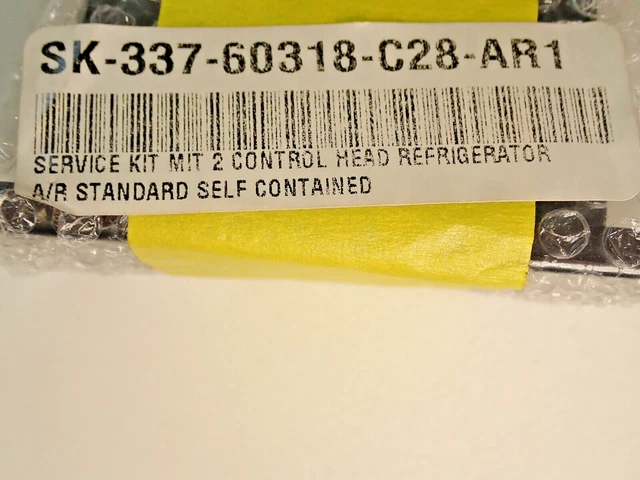 SK-337-60318-C28-AR1
SERVICE KIT MIT 2 CONTROL HEAD REFRIGERATOR
A/R STANDARD SELF CONTAINED